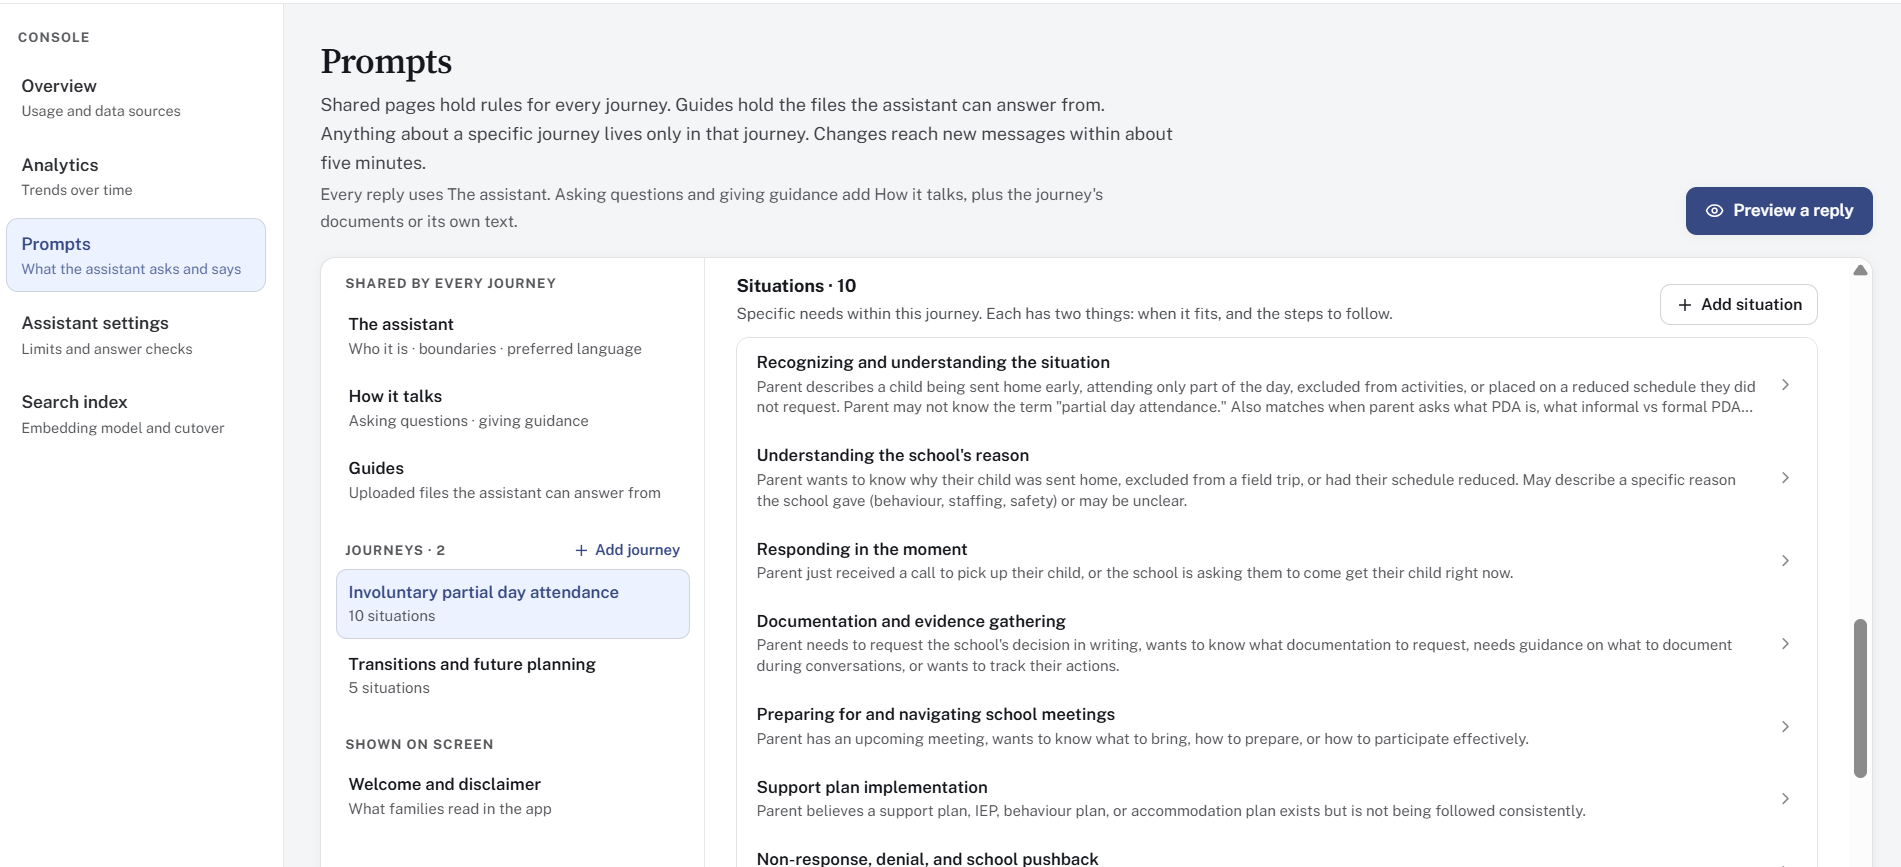 CONSOLE
Overview
Usage and data sources
Analytics
Trends over time
Prompts
What the assistant asks and says
Assistant settings
Limits and answer checks
Search index
Embedding model and cutover
Prompts
Shared pages hold rules for every journey. Guides hold the files the assistant can answer from.
Anything about a specific journey lives only in that journey. Changes reach new messages within about
five minutes.
Every reply uses The assistant. Asking questions and giving guidance add How it talks, plus the journey's
documents or its own text.
Preview a reply
SHARED BY EVERY JOURNEY
The assistant
Who it is · boundaries · preferred language
How it talks
Asking questions · giving guidance
Guides
Uploaded files the assistant can answer from
JOURNEYS · 2
+ Add journey
Involuntary partial day attendance
10 situations
Transitions and future planning
5 situations
SHOWN ON SCREEN
Welcome and disclaimer
What families read in the app
Situations · 10
Specific needs within this journey. Each has two things: when it fits, and the steps to follow.
+ Add situation
Recognizing and understanding the situation
Parent describes a child being sent home early, attending only part of the day, excluded from activities, or placed on a reduced schedule they did
not request. Parent may not know the term "partial day attendance." Also matches when parent asks what PDA is, what informal vs formal PDA...
Understanding the school's reason
Parent wants to know why their child was sent home, excluded from a field trip, or had their schedule reduced. May describe a specific reason
the school gave (behaviour, staffing, safety) or may be unclear.
Responding in the moment
Parent just received a call to pick up their child, or the school is asking them to come get their child right now.
Documentation and evidence gathering
Parent needs to request the school's decision in writing, wants to know what documentation to request, needs guidance on what to document
during conversations, or wants to track their actions.
Preparing for and navigating school meetings
Parent has an upcoming meeting, wants to know what to bring, how to prepare, or how to participate effectively.
Support plan implementation
Parent believes a support plan, IEP, behaviour plan, or accommodation plan exists but is not being followed consistently.
Non-response, denial, and school pushback